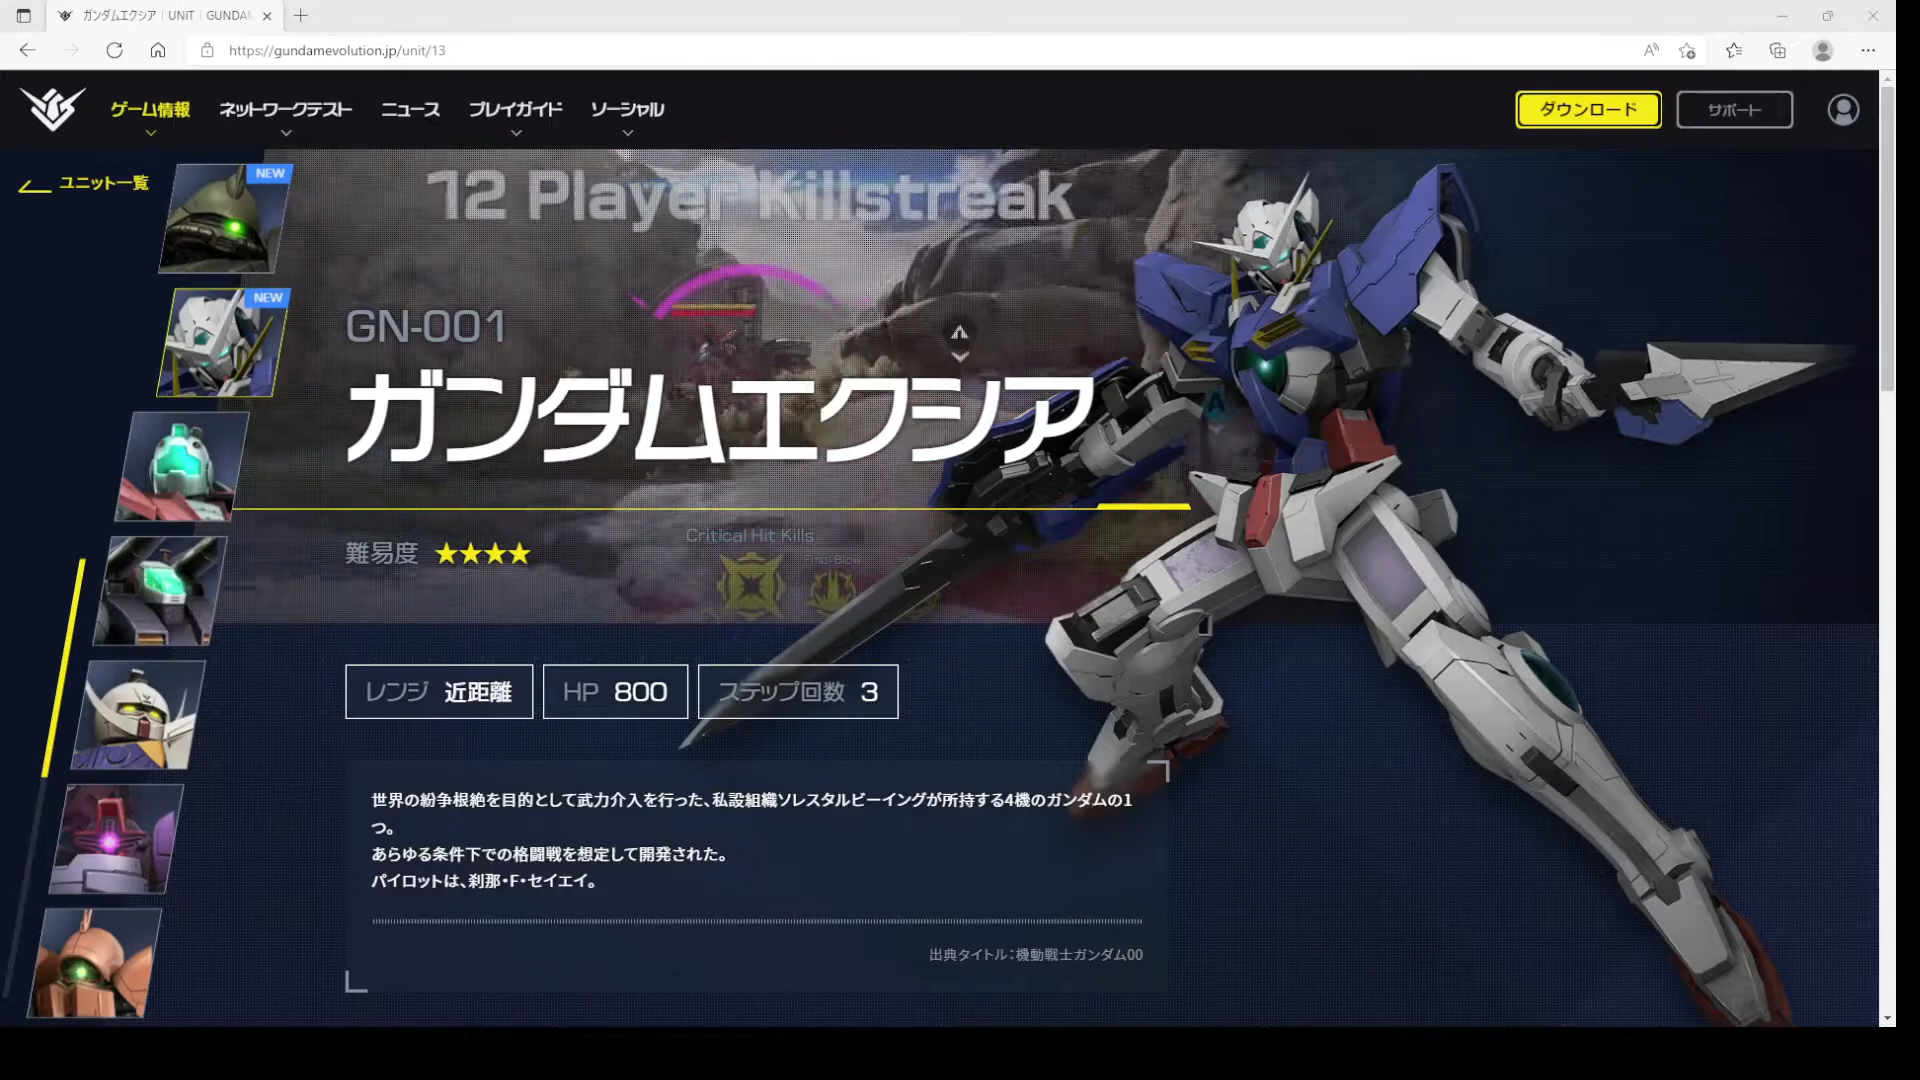 ガンダムエクシア | UNIT | GUNDA
https://gundamevolution.jp/unit/13
ゲーム情報 ネットワークテスト ニュース プレイガイド ソーシャル ダウンロード サポート
ユニット一覧
NEW
NEW
12 Player Killstreak
GN-001
ガンダムエクシア
Critical Hit Kills
Final Blow
難易度 ★★★★
レンジ 近距離 HP 800 ステップ回数 3
世界の紛争根絶を目的として武力介入を行った、私設組織ソレスタルビーイングが所持する4機のガンダムの1
つ。
あらゆる条件下での格闘戦を想定して開発された。
パイロットは、刹那・F・セイエイ。
出典タイトル：機動戦士ガンダム00